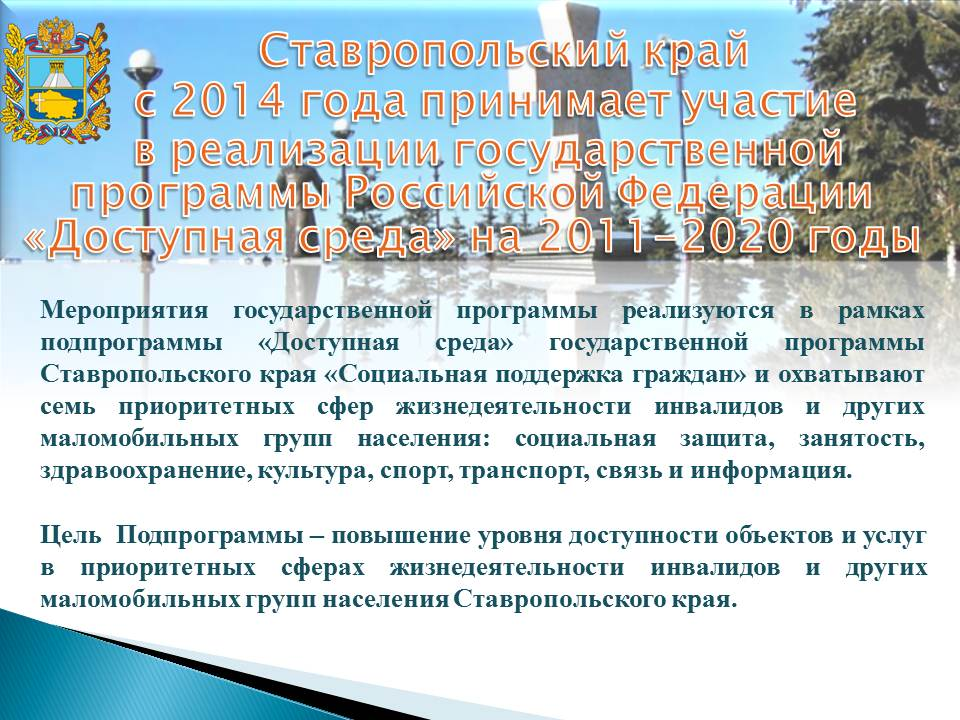 Ставропольский край
с 2014 года принимает участие
в реализации государственной
программы Российской Федерации
«Доступная среда» на 2011-2020 годы
Мероприятия государственной программы реализуются в рамках
подпрограммы «Доступная среда» государственной программы
Ставропольского края «Социальная поддержка граждан» и охватывают
семь приоритетных сфер жизнедеятельности инвалидов и других
маломобильных групп населения: социальная защита, занятость,
здравоохранение, культура, спорт, транспорт, связь и информация.
Цель Подпрограммы – повышение уровня доступности объектов и услуг
в приоритетных сферах жизнедеятельности инвалидов и других
маломобильных групп населения Ставропольского края.